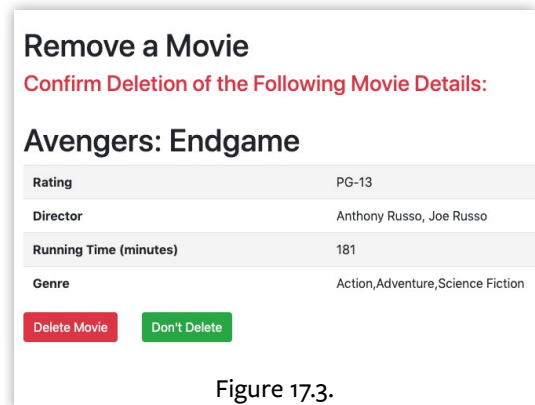 Remove a Movie
Confirm Deletion of the Following Movie Details:
Avengers: Endgame
Rating PG-13
Director Anthony Russo, Joe Russo
Running Time (minutes) 181
Genre Action,Adventure,Science Fiction
Delete Movie Don't Delete
Figure 17.3.